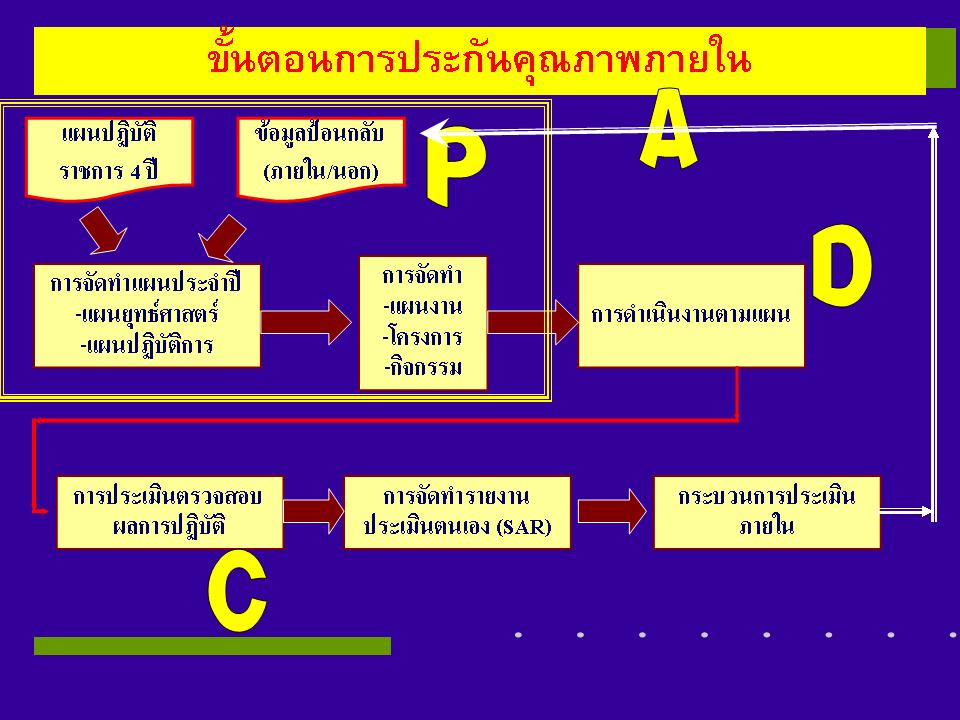 ขั้นตอนการประกันคุณภาพภายใน
A
แผนปฏิบัติ
ราชการ 4 ปี
ข้อมูลป้อนกลับ
(ภายใน/นอก)
P
D
การจัดทำแผนประจำปี
-แผนยุทธ์ศาสตร์
-แผนปฎิบัติการ
การจัดทำ
-แผนงาน
-โครงการ
-กิจกรรม
การดำเนินงานตามแผน
การประเมินตรวจสอบ
ผลการปฎิบัติ
การจัดทำรายงาน
ประเมินตนเอง (SAR)
กระบวนการประเมิน
ภายใน
C